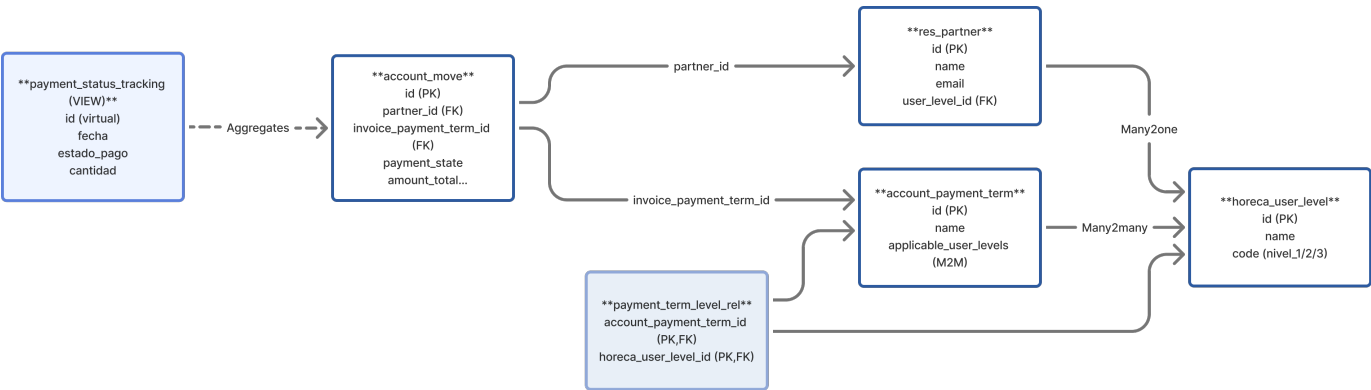 **payment_status_tracking
(VIEW)**
id (virtual)
fecha
estado_pago
cantidad
Aggregates
**account_move**
id (PK)
partner_id (FK)
invoice_payment_term_id
(FK)
payment_state
amount_total...
partner_id
invoice_payment_term_id
**res_partner**
id (PK)
name
email
user_level_id (FK)
**account_payment_term**
id (PK)
name
applicable_user_levels
(M2M)
**payment_term_level_rel**
account_payment_term_id
(PK,FK)
horeca_user_level_id (PK,FK)
Many2one
Many2many
**horeca_user_level**
id (PK)
name
code (nivel_1/2/3)